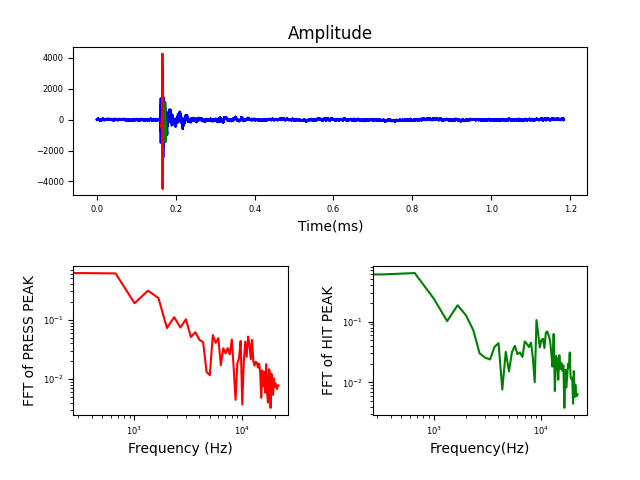 Amplitude
4000
2000
0
−2000
−4000
0.0 0.2 0.4 0.6 0.8 1.0 1.2
Time(ms)
FFT of PRESS PEAK
10⁻¹
10⁻²
10³ 10⁴
Frequency (Hz)
FFT of HIT PEAK
10⁻¹
10⁻²
10³ 10⁴
Frequency(Hz)